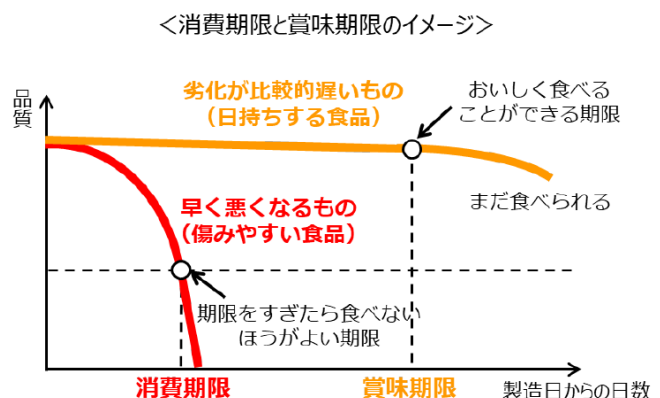 ＜消費期限と賞味期限のイメージ＞
品質
劣化が比較的遅いもの
（日持ちする食品）
おいしく食べる
ことができる期限
まだ食べられる
早く悪くなるもの
（傷みやすい食品）
期限をすぎたら食べない
ほうがよい期限
消費期限
賞味期限
製造日からの日数